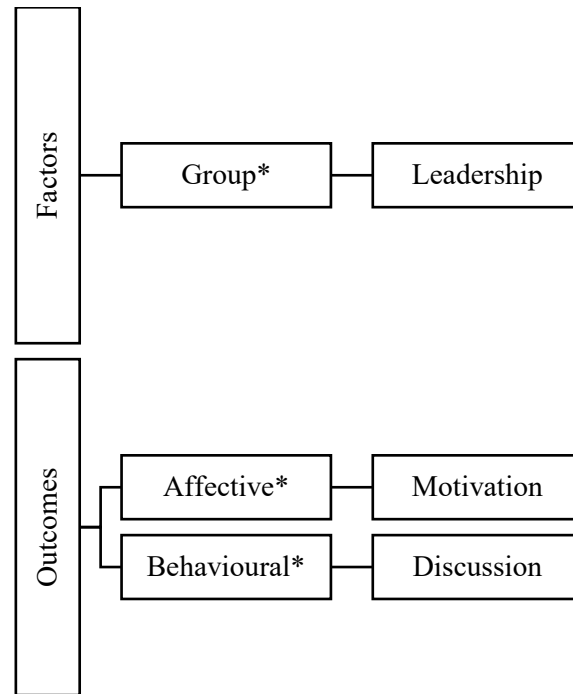 Factors
Group*
Leadership
Outcomes
Affective*
Motivation
Behavioural*
Discussion